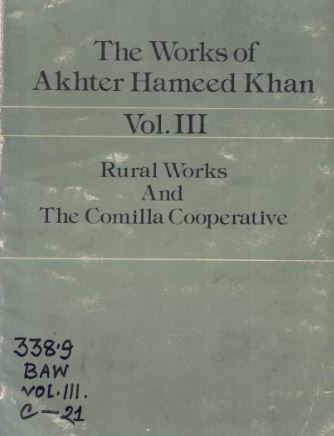 The Works of
Akhter Hameed Khan
Vol. III
Rural Works
And
The Comilla Cooperative
338.9
BAW
VOL.III.
C-21